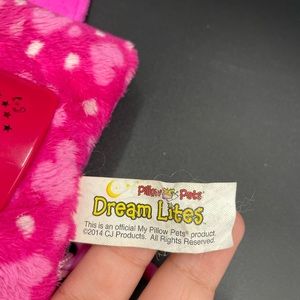 Pillow Pets®
Dream Lites
This is an official My Pillow Pets® product.
©2014 CJ Products. All Rights Reserved.